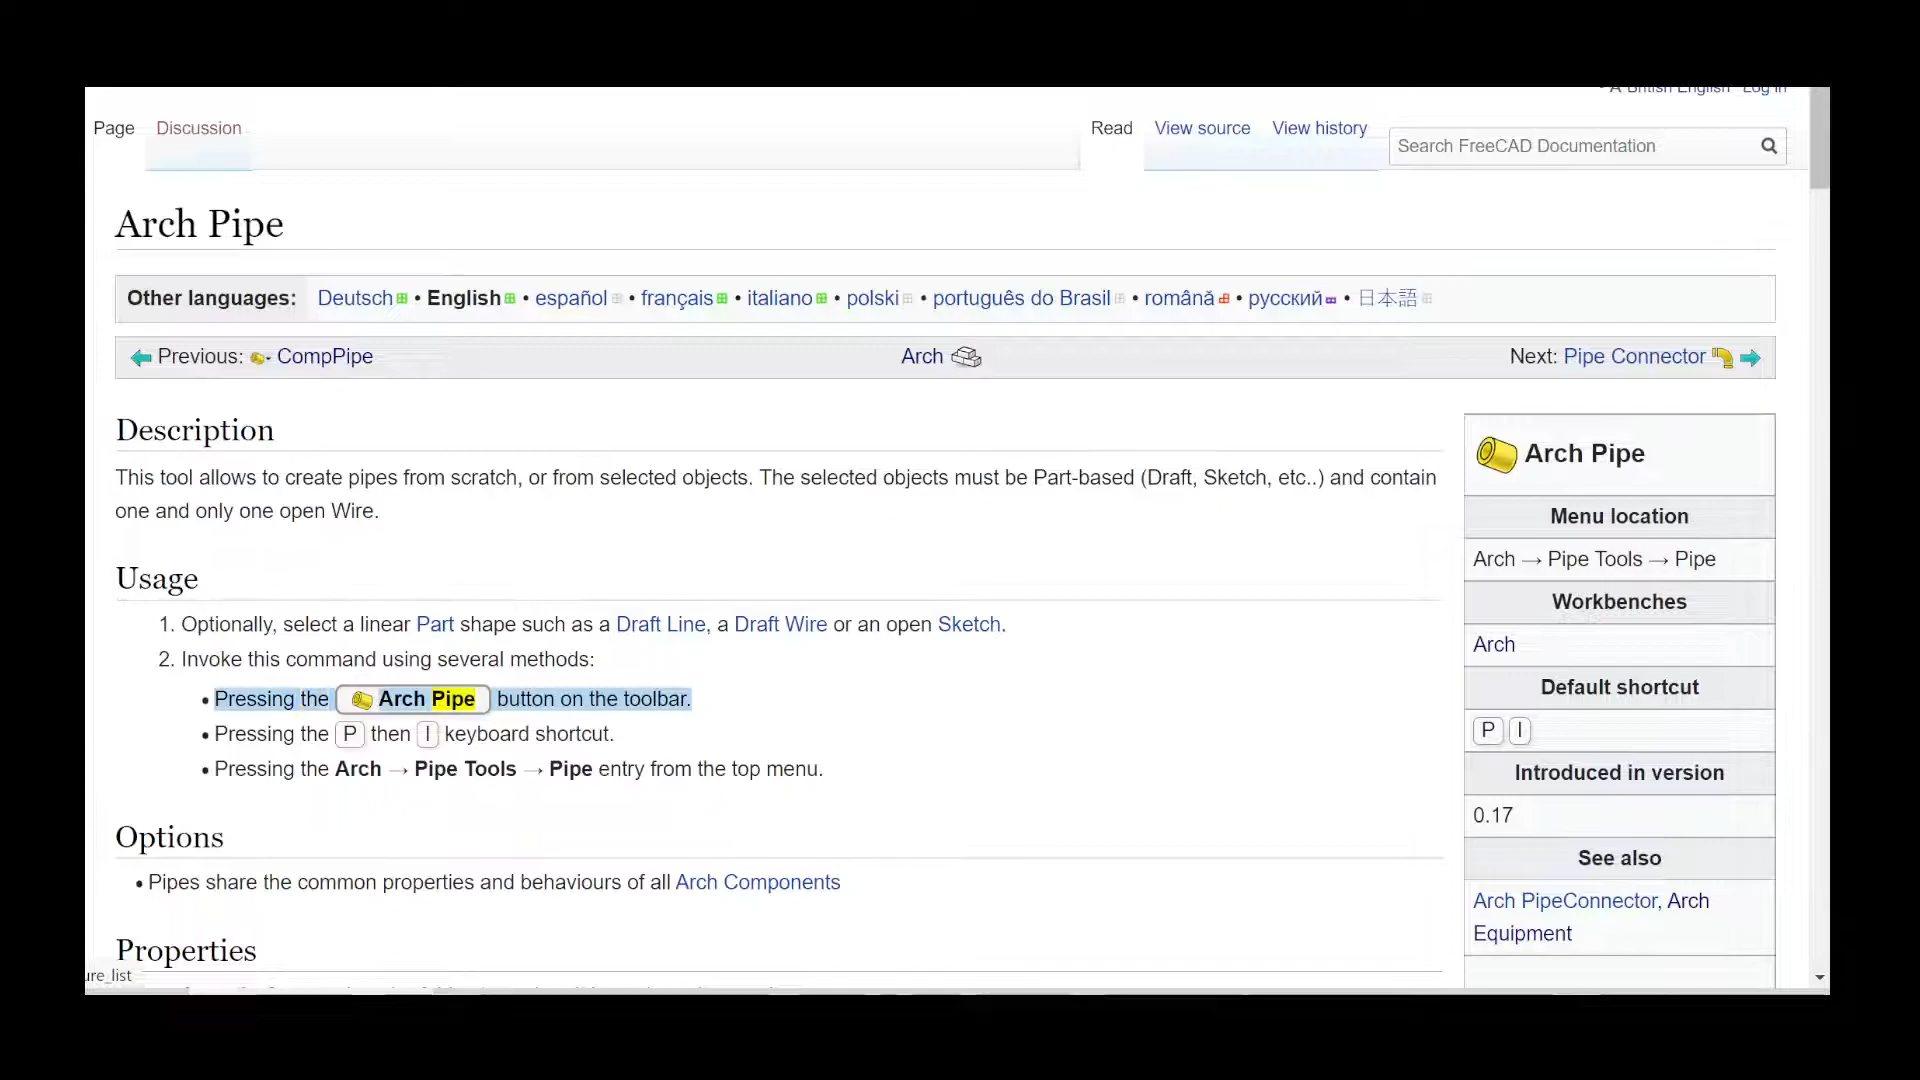 British English Log in
Page Discussion Read View source View history
Search FreeCAD Documentation
Arch Pipe
Other languages: Deutsch • English • español • français • italiano • polski • português do Brasil • română • русский • 日本語
Previous: CompPipe Arch Next: Pipe Connector
Description
This tool allows to create pipes from scratch, or from selected objects. The selected objects must be Part-based (Draft, Sketch, etc..) and contain
one and only one open Wire.
Usage
1. Optionally, select a linear Part shape such as a Draft Line, a Draft Wire or an open Sketch.
2. Invoke this command using several methods:
• Pressing the Arch Pipe button on the toolbar.
• Pressing the P then I keyboard shortcut.
• Pressing the Arch → Pipe Tools → Pipe entry from the top menu.
Options
• Pipes share the common properties and behaviours of all Arch Components
Properties
ure_list
Arch Pipe
Menu location
Arch → Pipe Tools → Pipe
Workbenches
Arch
Default shortcut
P I
Introduced in version
0.17
See also
Arch PipeConnector, Arch
Equipment